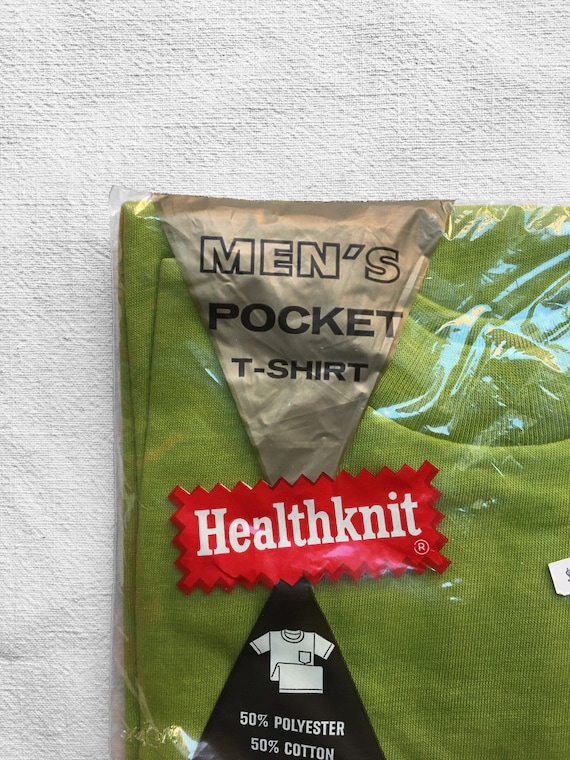 MEN'S
POCKET
T-SHIRT
Healthknit
®
50% POLYESTER
50% COTTON
$